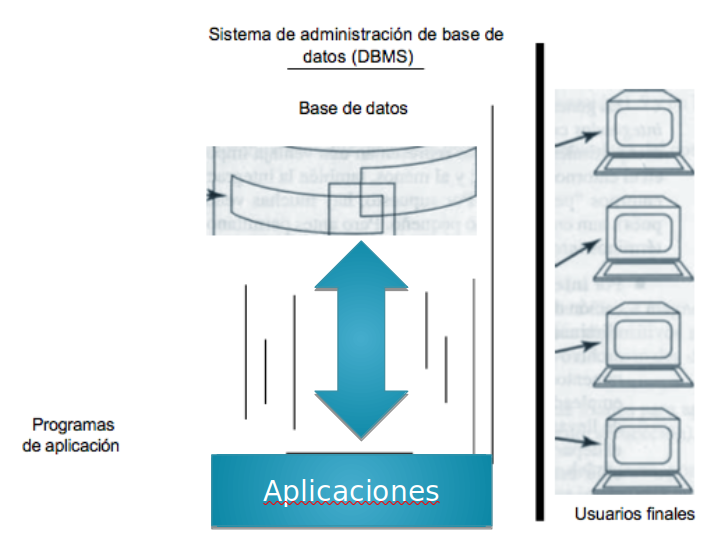 Sistema de administración de base de
datos (DBMS)
Base de datos
Programas
de aplicación
Aplicaciones
Usuarios finales